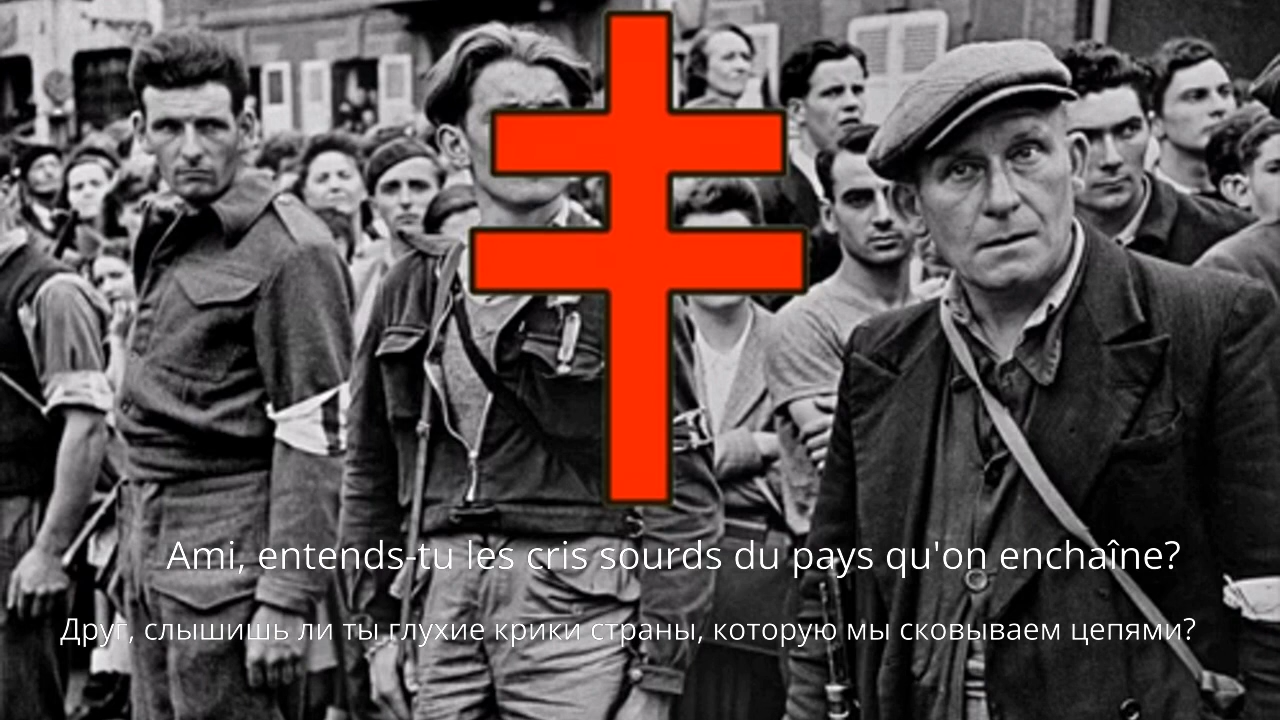 Ami, entends-tu les cris sourds du pays qu'on enchaîne?
Друг, слышишь ли ты глухие крики страны, которую мы сковываем цепями?